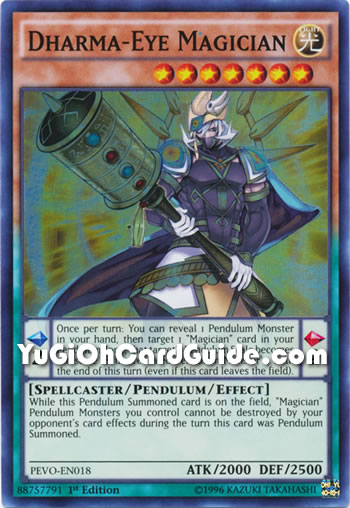 DHARMA-EYE MAGICIAN
LIGHT
光
Once per turn: You can reveal 1 Pendulum Monster
in your hand, then target 1 "Magician" card in your
the end of this turn (even if this card leaves the field).
YuGiOhCardGuide.com
[SPELLCASTER/PENDULUM/EFFECT]
While this Pendulum Summoned card is on the field, "Magician"
Pendulum Monsters you control cannot be destroyed by your
opponent's card effects during the turn this card was Pendulum
Summoned.
PEVO-EN018
ATK/2000 DEF/2500
88757791 1st Edition
©1996 KAZUKI TAKAHASHI